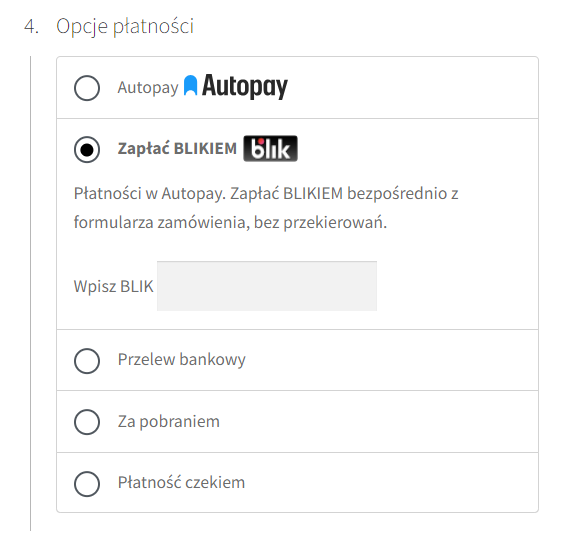 4. Opcje płatności
Autopay Autopay
Zapłać BLIKIEM blik
Płatności w Autopay. Zapłać BLIKIEM bezpośrednio z
formularza zamówienia, bez przekierowań.
Wpisz BLIK
Przelew bankowy
Za pobraniem
Płatność czekiem